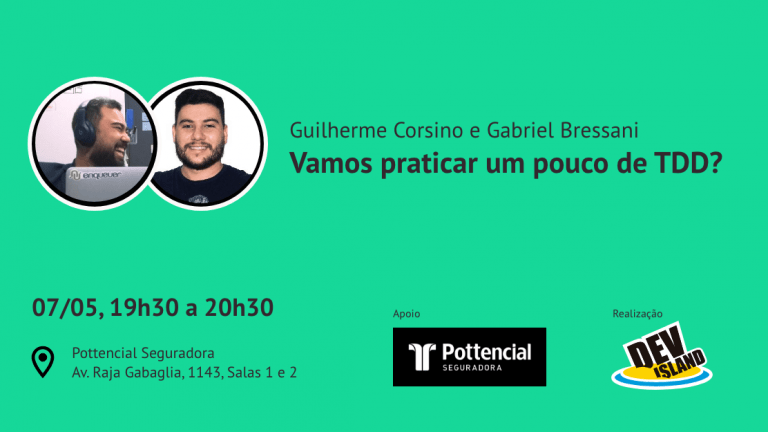 enqueuer
Guilherme Corsino e Gabriel Bressani
Vamos praticar um pouco de TDD?
07/05, 19h30 a 20h30
Pottencial Seguradora
Av. Raja Gabaglia, 1143, Salas 1 e 2
Apoio
Pottencial
SEGURADORA
Realização
DEV
ISLAND